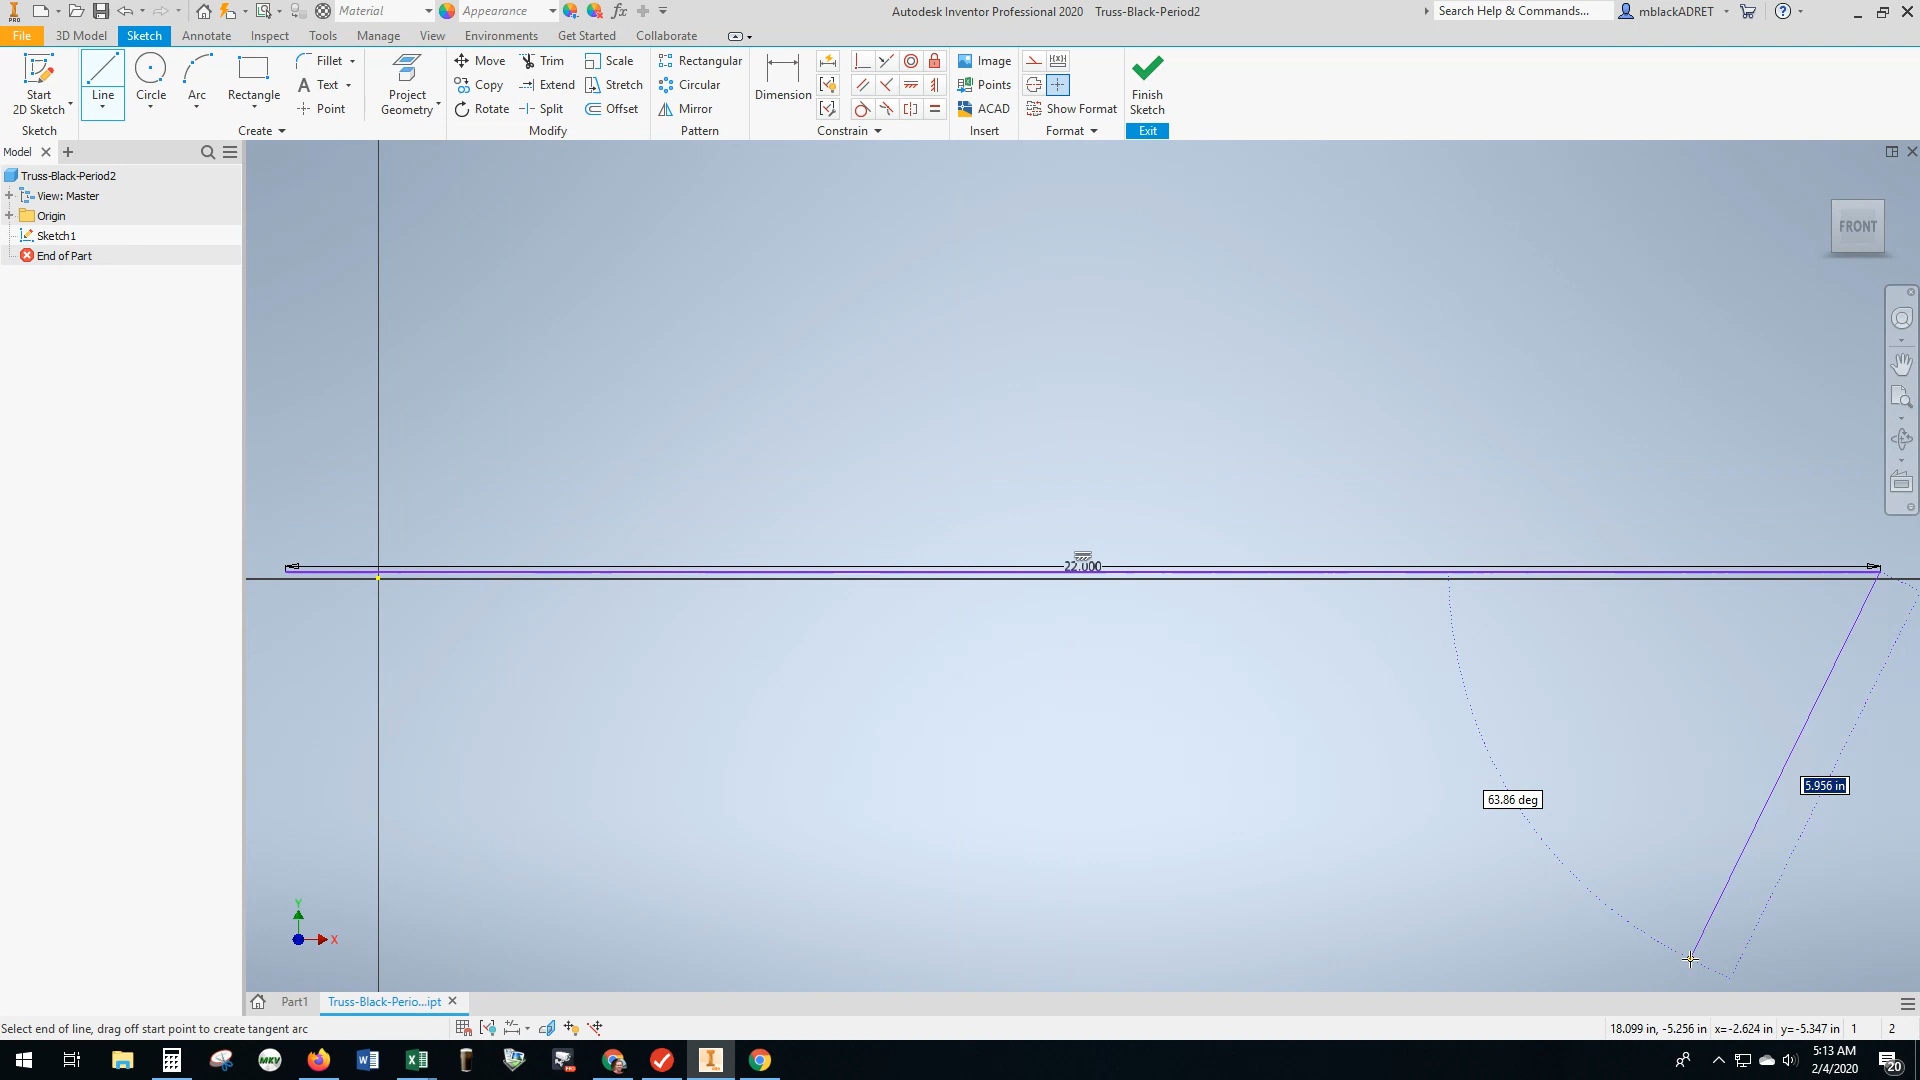 Material
Appearance
Autodesk Inventor Professional 2020 Truss-Black-Period2
Search Help & Commands...
mblackADRET
PRO
File
3D Model
Sketch
Annotate
Inspect
Tools
Manage
View
Environments
Get Started
Collaborate
Start
2D Sketch
Line
Circle
Arc
Rectangle
Fillet
Text
Point
Project
Geometry
Move
Copy
Rotate
Trim
Extend
Split
Scale
Stretch
Offset
Rectangular
Circular
Mirror
Dimension
Image
Points
ACAD
Show Format
Finish
Sketch
Sketch
Create
Modify
Pattern
Constrain
Insert
Format
Exit
Model
Truss-Black-Period2
View: Master
Origin
Sketch1
End of Part
FRONT
22.000
63.86 deg
5.956 in
Y
X
Part1
Truss-Black-Perio...ipt
Select end of line, drag off start point to create tangent arc
18.099 in, -5.256 in x=-2.624 in y=-5.347 in 1 2
MKV
5:13 AM
2/4/2020
20